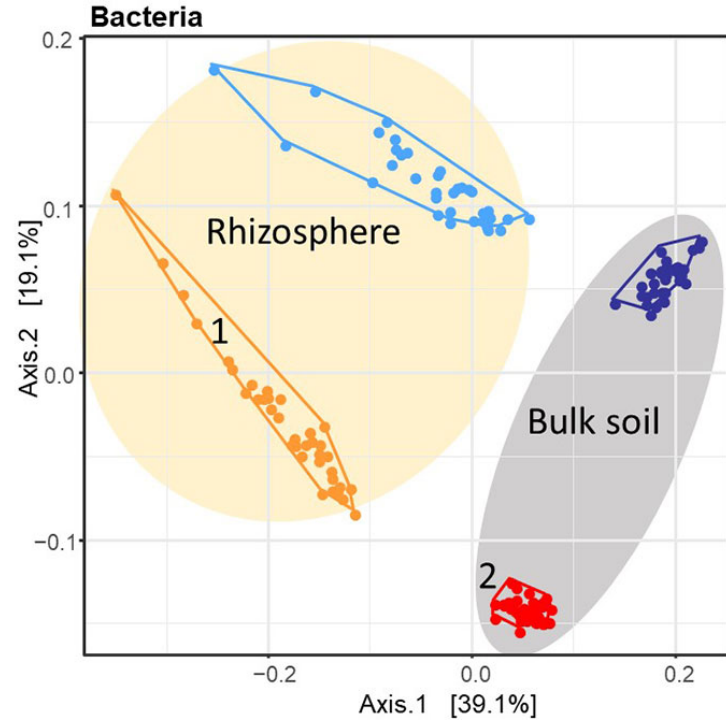 Bacteria
0.2
0.1
0.0
−0.1
Axis.2 [19.1%]
Rhizosphere
1
Bulk soil
2
−0.2
0.0
0.2
Axis.1 [39.1%]